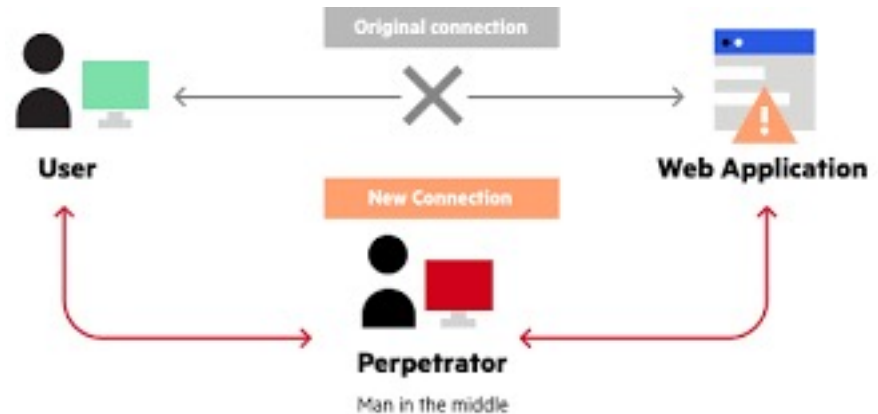 Original connection
User
Web Application
New Connection
Perpetrator
Man in the middle